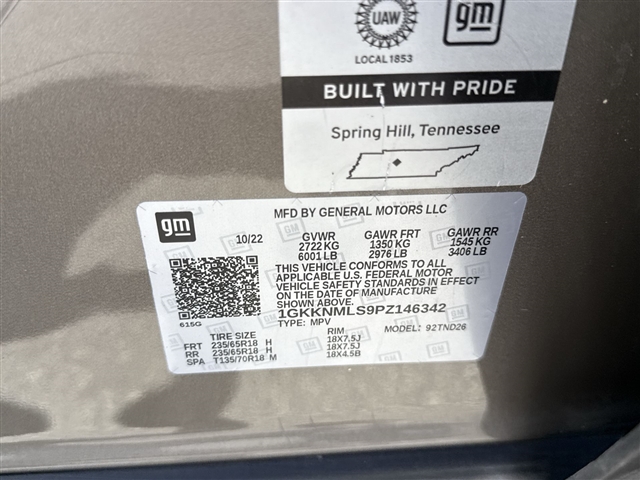 UAW
gm
LOCAL 1853
BUILT WITH PRIDE
Spring Hill, Tennessee
gm
MFD BY GENERAL MOTORS LLC
10/22 GVWR GAWR FRT GAWR RR
2722 KG 1350 KG 1545 KG
6001 LB 2976 LB 3406 LB
THIS VEHICLE CONFORMS TO ALL
APPLICABLE U.S. FEDERAL MOTOR
VEHICLE SAFETY STANDARDS IN EFFECT
ON THE DATE OF MANUFACTURE SHOWN ABOVE.
1GKKNMLS9PZ146342
615G TYPE: MPV MODEL: 92TND26
TIRE SIZE RIM
FRT 235/65R18 H 18X7.5J
RR 235/65R18 H 18X7.5J
SPA T135/70R18 M 18X4.5B